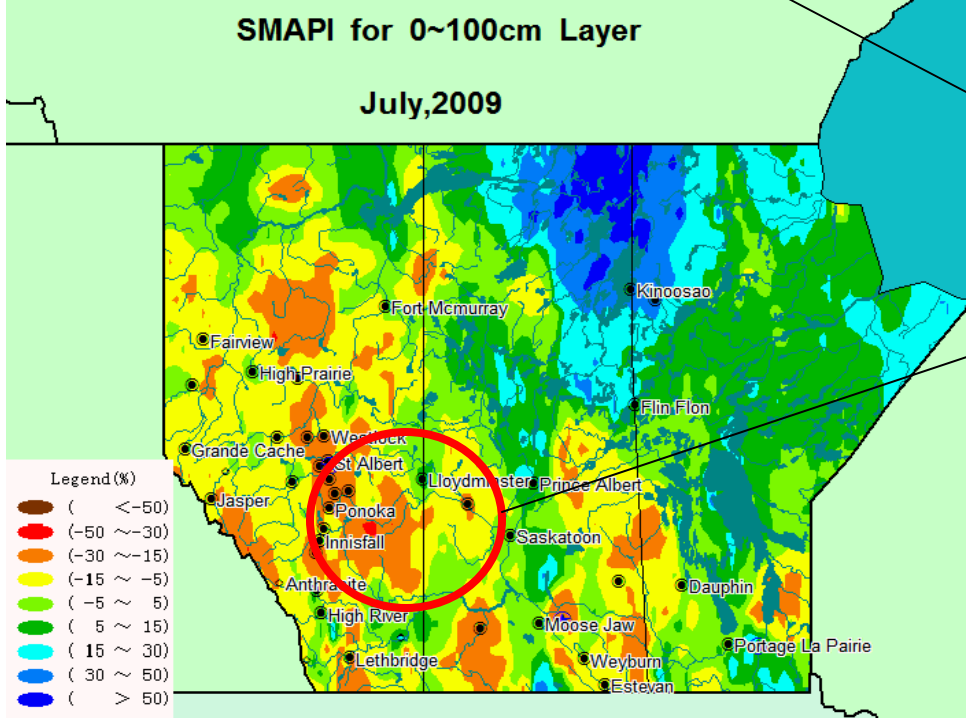 SMAPI for 0~100cm Layer
July,2009
Kinoosao
Fort Mcmurray
Fairview
High Prairie
Flin Flon
Westlock
Grande Cache
St Albert
Lloydminster
Prince Albert
Jasper
Ponoka
Innisfall
Saskatoon
Anthracite
Dauphin
High River
Moose Jaw
Portage La Pairie
Lethbridge
Weyburn
Estevan
Legend(%)
( <-50)
(-50 ~-30)
(-30 ~-15)
(-15 ~ -5)
( -5 ~ 5)
( 5 ~ 15)
( 15 ~ 30)
( 30 ~ 50)
( > 50)